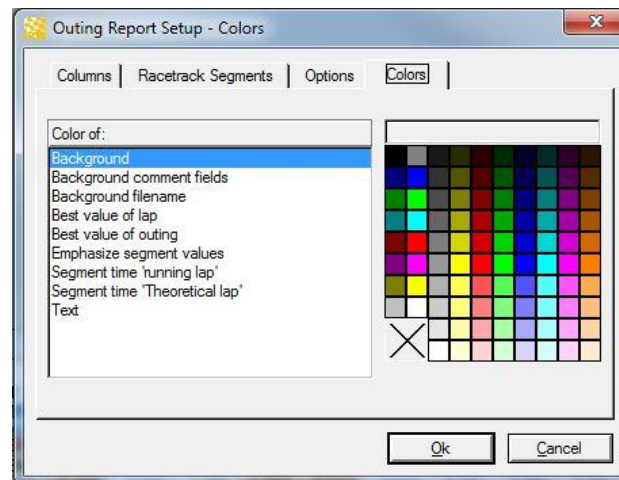 Outing Report Setup - Colors
Columns
Racetrack Segments
Options
Colors
Color of:
Background
Background comment fields
Background filename
Best value of lap
Best value of outing
Emphasize segment values
Segment time 'running lap'
Segment time 'Theoretical lap'
Text
Ok
Cancel